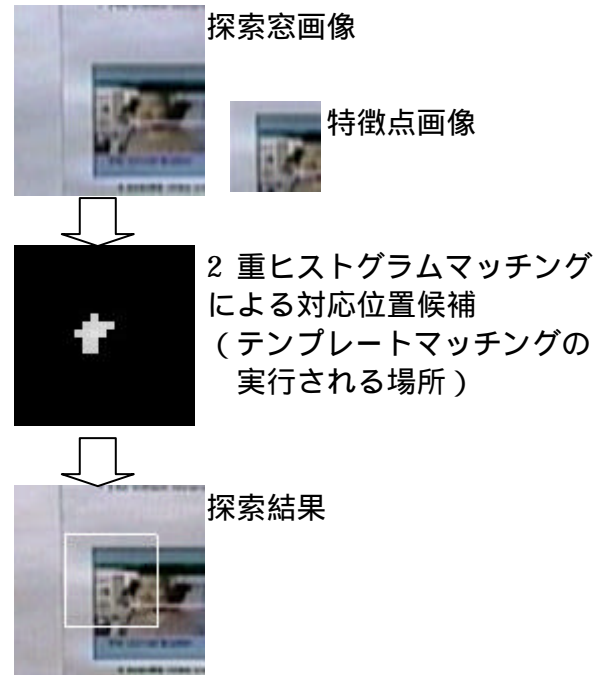 探索窓画像
特徴点画像
2 重ヒストグラムマッチング
による対応位置候補
(テンプレートマッチングの
実行される場所)
探索結果